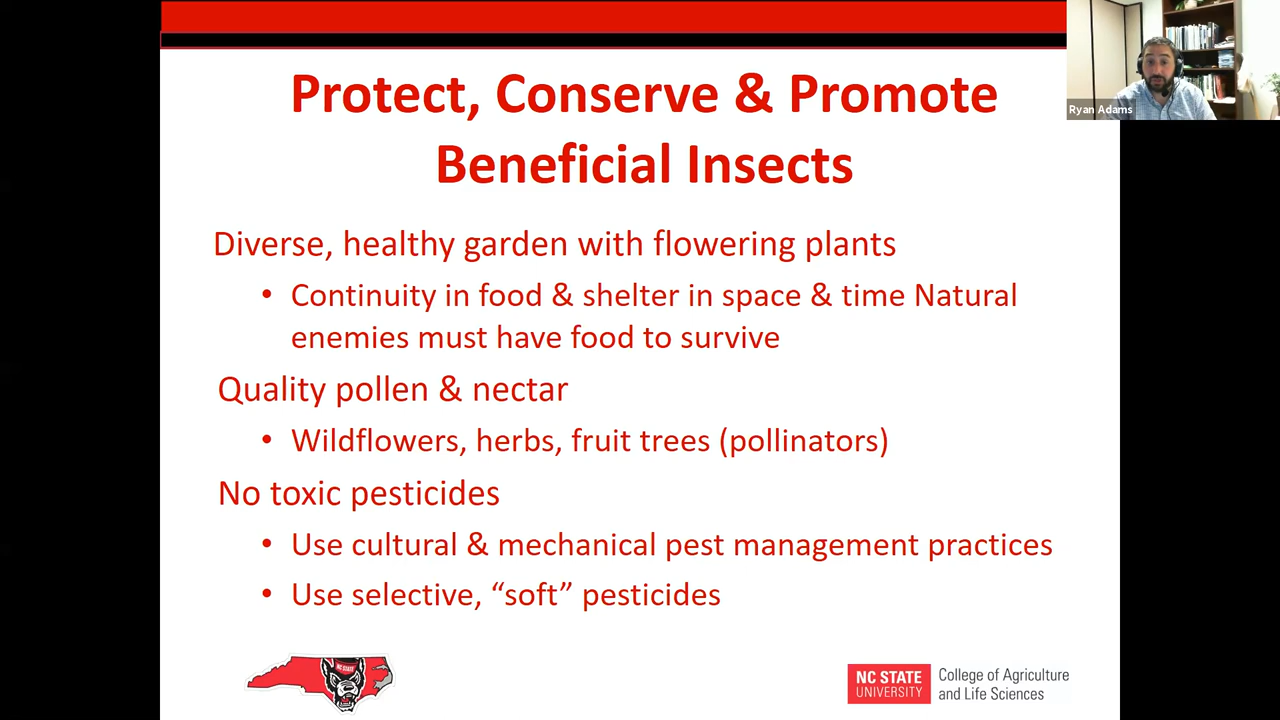 Protect, Conserve & Promote
Beneficial Insects
Ryan Adams
Diverse, healthy garden with flowering plants
• Continuity in food & shelter in space & time Natural
enemies must have food to survive
Quality pollen & nectar
• Wildflowers, herbs, fruit trees (pollinators)
No toxic pesticides
• Use cultural & mechanical pest management practices
• Use selective, “soft” pesticides
NC STATE
NC STATE
UNIVERSITY
College of Agriculture
and Life Sciences